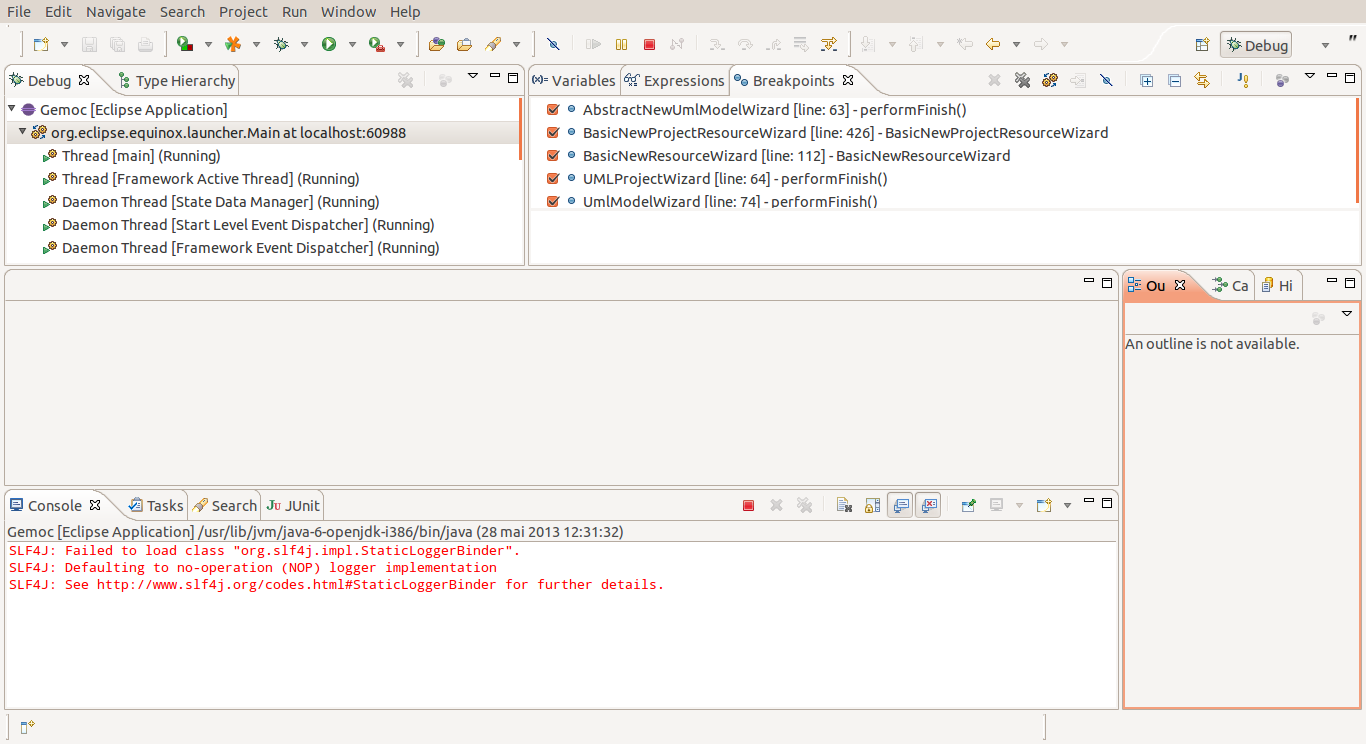 File Edit Navigate Search Project Run Window Help
Debug
Debug Type Hierarchy
Variables Expressions Breakpoints
Gemoc [Eclipse Application]
org.eclipse.equinox.launcher.Main at localhost:60988
Thread [main] (Running)
Thread [Framework Active Thread] (Running)
Daemon Thread [State Data Manager] (Running)
Daemon Thread [Start Level Event Dispatcher] (Running)
Daemon Thread [Framework Event Dispatcher] (Running)
AbstractNewUmlModelWizard [line: 63] - performFinish()
BasicNewProjectResourceWizard [line: 426] - BasicNewProjectResourceWizard
BasicNewResourceWizard [line: 112] - BasicNewResourceWizard
UMLProjectWizard [line: 64] - performFinish()
UmlModelWizard [line: 74] - performFinish()
Ou Ca Hi
An outline is not available.
Console Tasks Search JUnit
Gemoc [Eclipse Application] /usr/lib/jvm/java-6-openjdk-i386/bin/java (28 mai 2013 12:31:32)
SLF4J: Failed to load class "org.slf4j.impl.StaticLoggerBinder".
SLF4J: Defaulting to no-operation (NOP) logger implementation
SLF4J: See http://www.slf4j.org/codes.html#StaticLoggerBinder for further details.